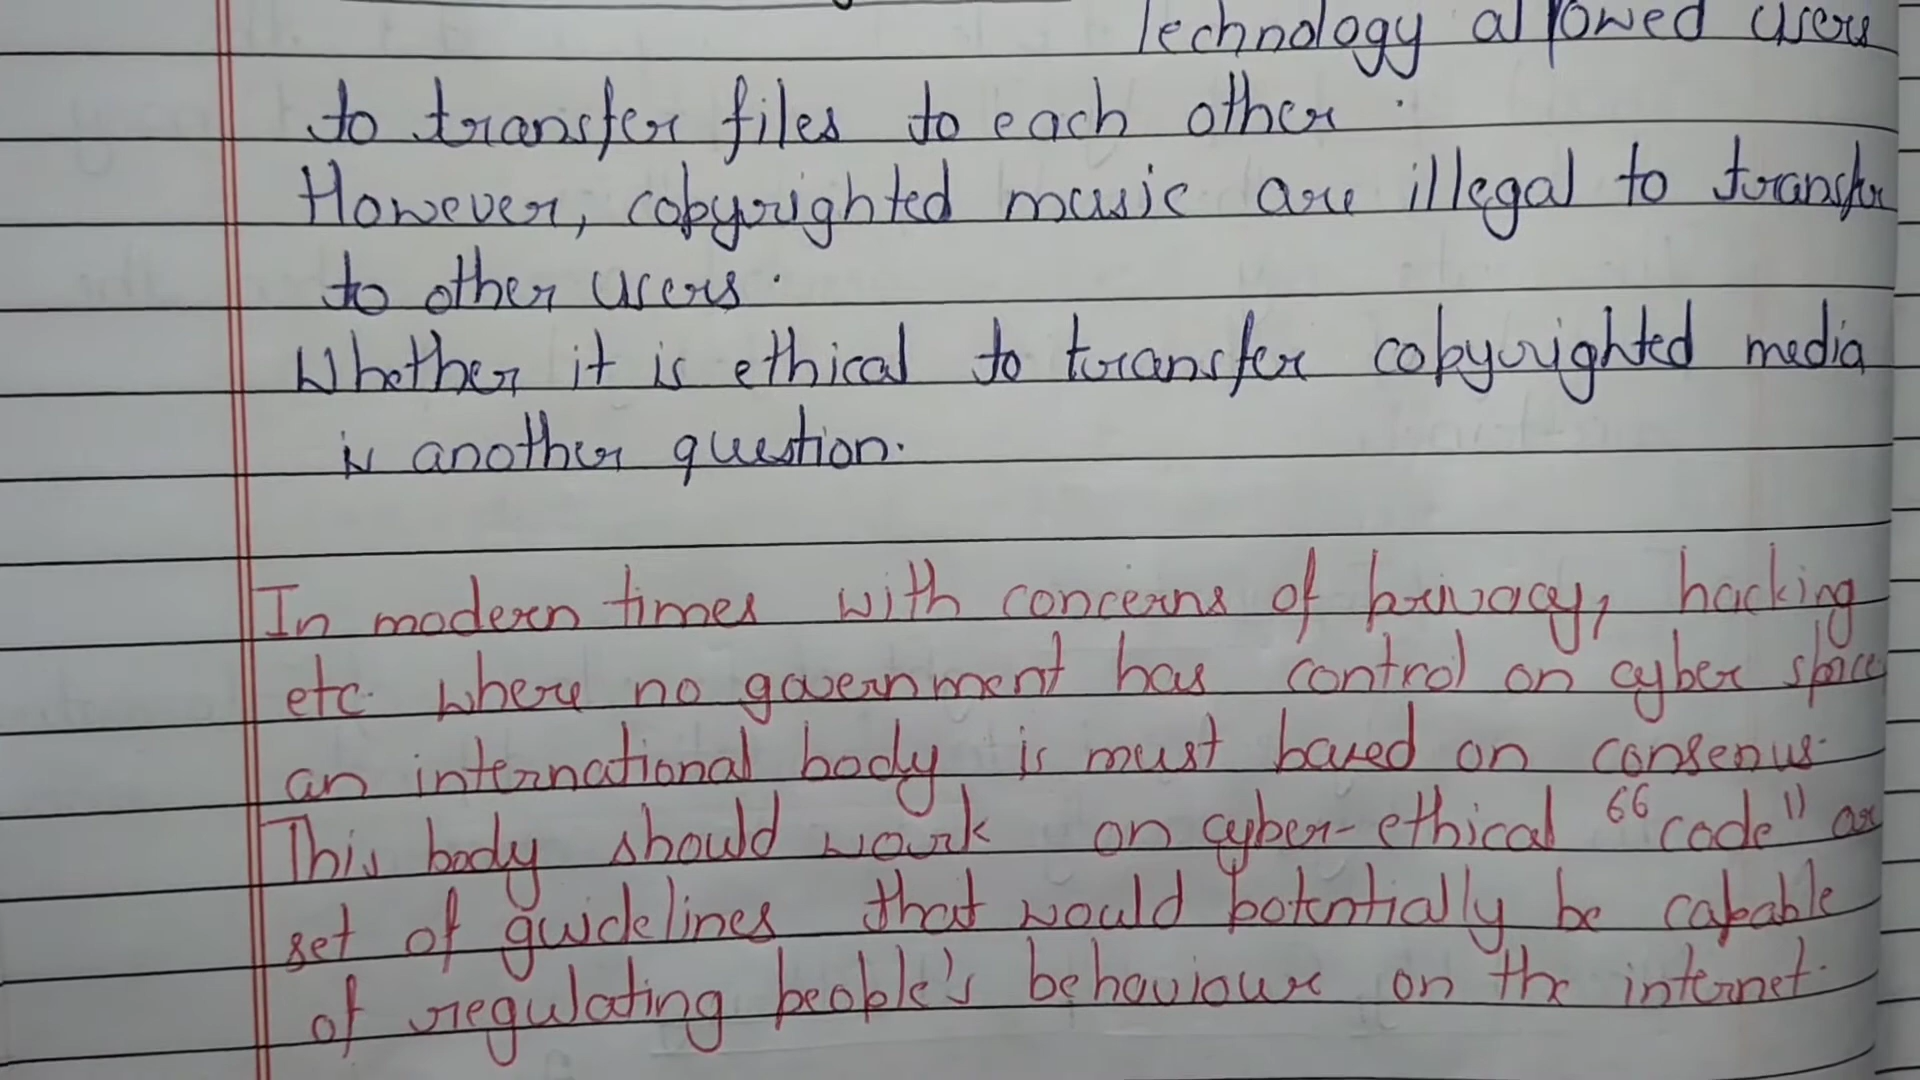 Technology allowed users
to transfer files to each other.
However, copyrighted music are illegal to transfer
to other users.
Whether it is ethical to transfer copyrighted media
is another question.
In modern times with concerns of privacy, hacking
etc. where no government has control on cyber space
an international body is must based on consenus.
This body should work on cyber-ethical "code" or
set of guidelines that would potentially be capable
of regulating people's behaviour on the internet.